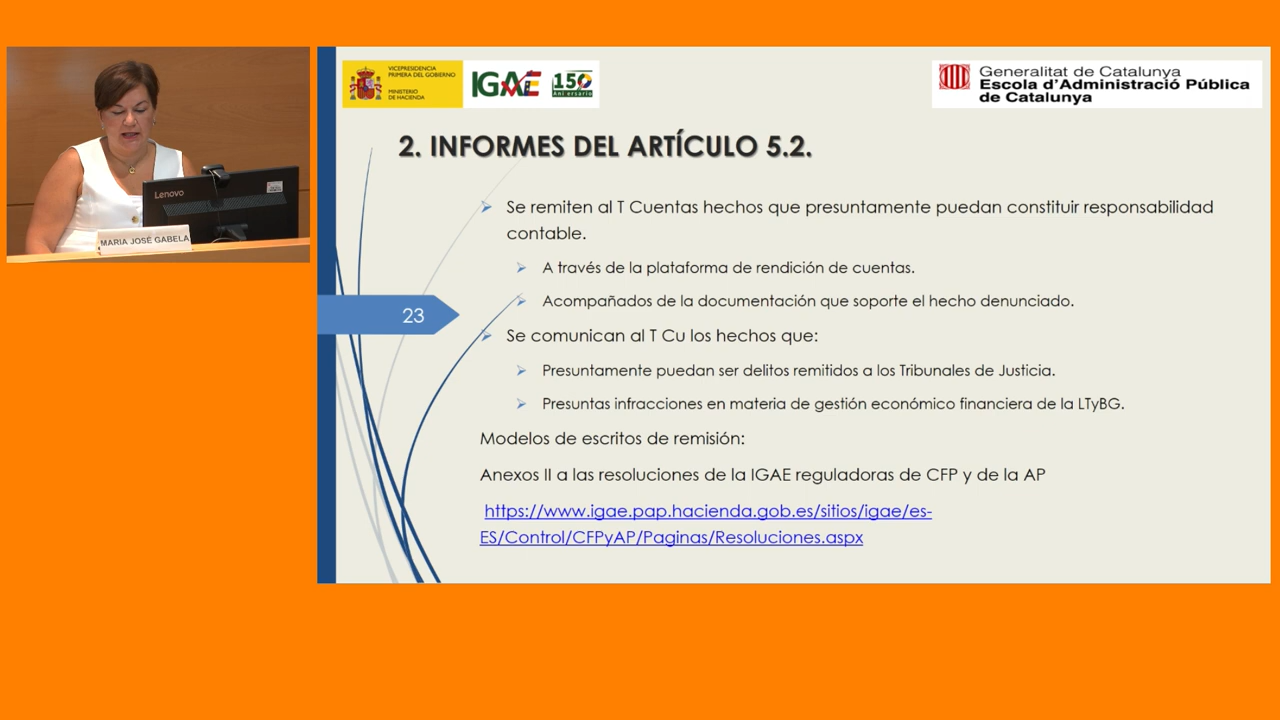 VICEPRESIDENCIA
PRIMERA DEL GOBIERNO
MINISTERIO
DE HACIENDA
IGAE
150
Aniversario
Generalitat de Catalunya
Escola d'Administració Pública
de Catalunya
2. INFORMES DEL ARTÍCULO 5.2.
Se remiten al T Cuentas hechos que presuntamente puedan constituir responsabilidad
contable.
A través de la plataforma de rendición de cuentas.
Acompañados de la documentación que soporte el hecho denunciado.
23
Se comunican al T Cu los hechos que:
Presuntamente puedan ser delitos remitidos a los Tribunales de Justicia.
Presuntas infracciones en materia de gestión económico financiera de la LTyBG.
Modelos de escritos de remisión:
Anexos II a las resoluciones de la IGAE reguladoras de CFP y de la AP
https://www.igae.pap.hacienda.gob.es/sitios/igae/es-
ES/Control/CFPyAP/Paginas/Resoluciones.aspx
Lenovo
MARIA JOSÉ GABELA